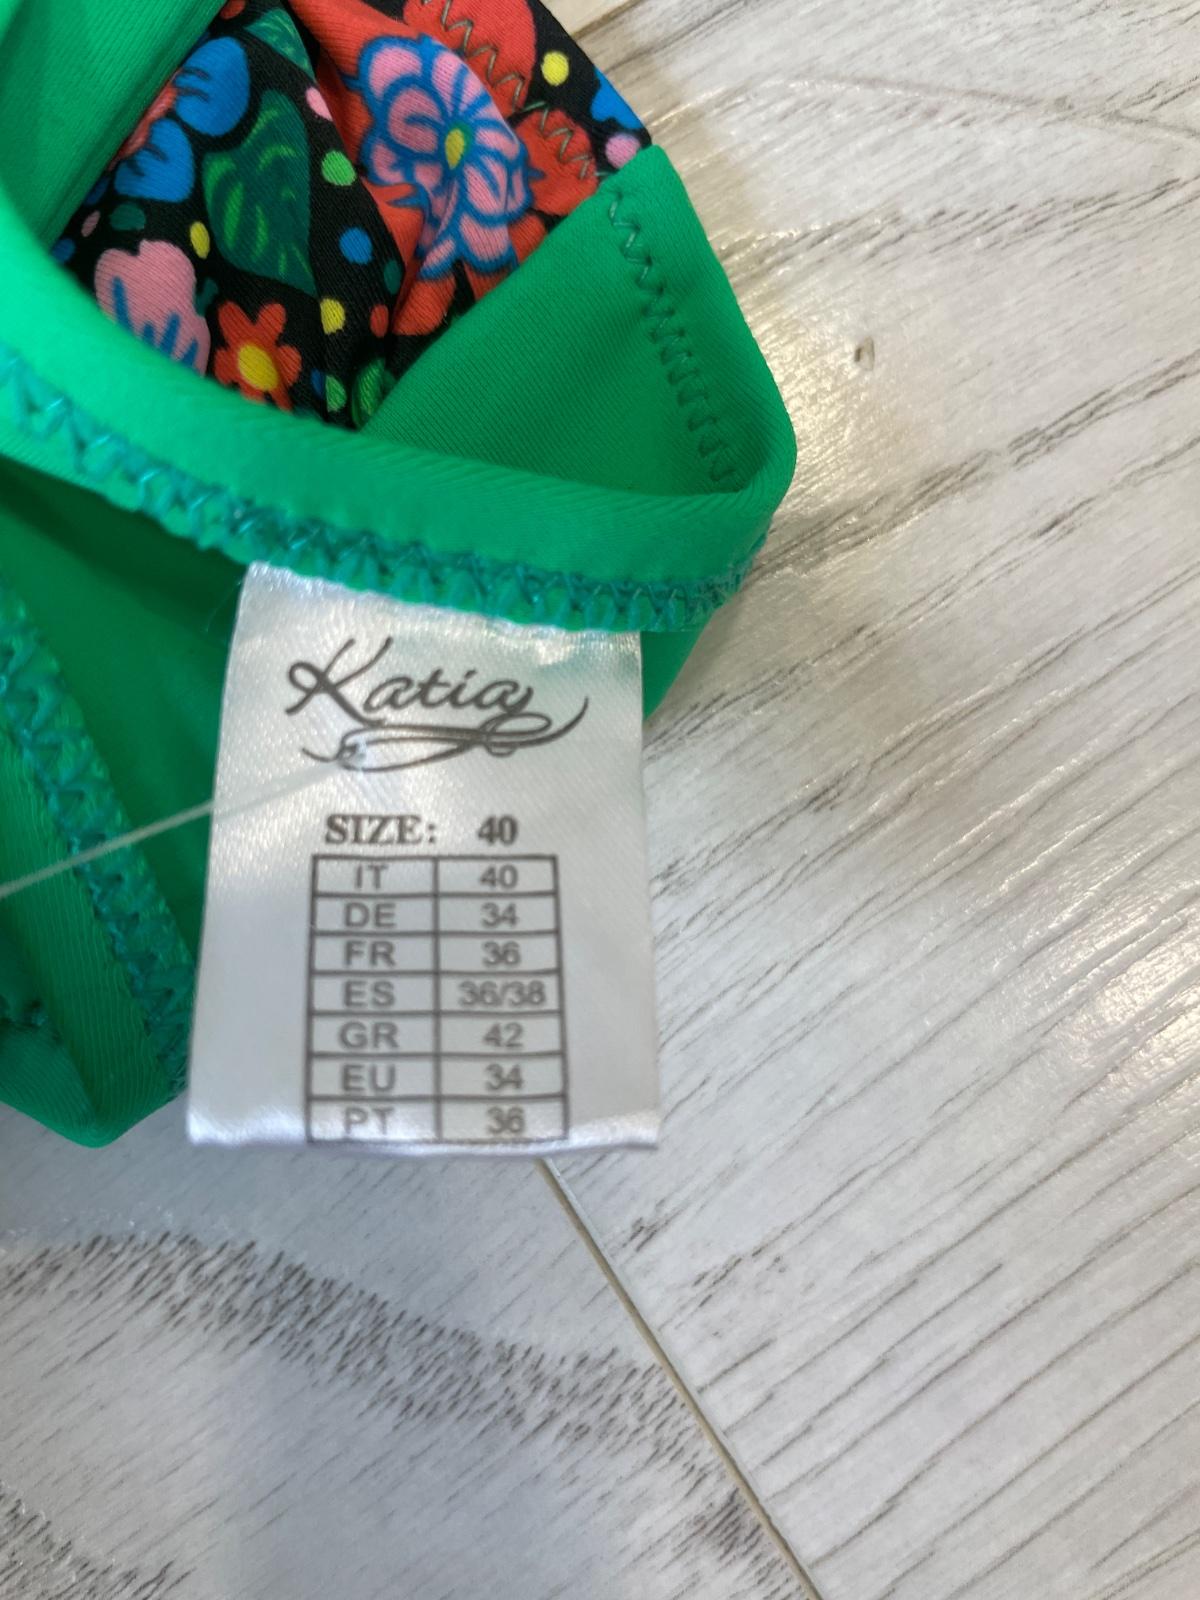 Katia
SIZE: 40
IT 40
DE 34
FR 36
ES 36/38
GR 42
EU 34
PT 36